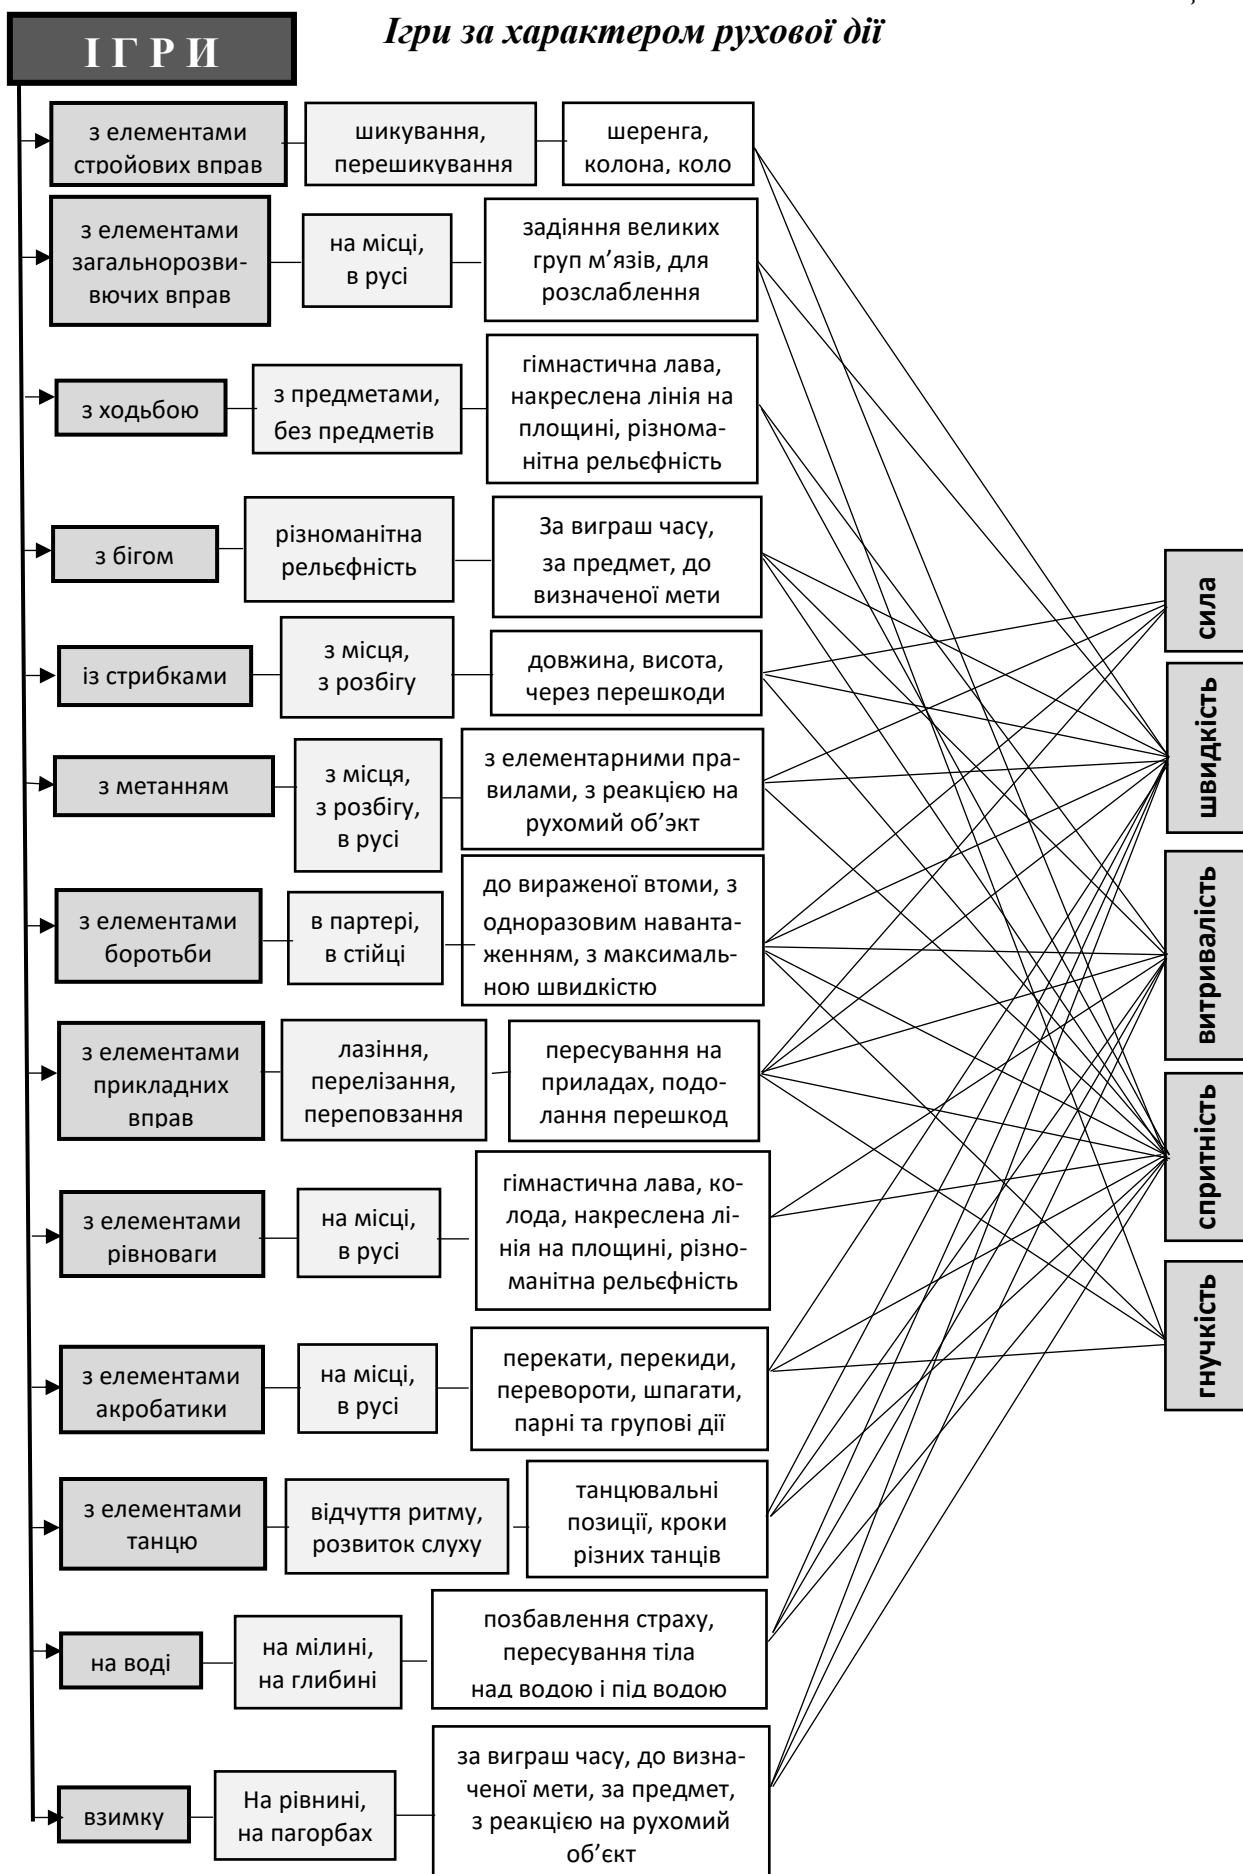 Ігри за характером рухової дії
І Г Р И
з елементами
стройових вправ
шикування,
перешикування
шеренга,
колона, коло
з елементами
загальнорозви-
вючих вправ
на місці,
в русі
задіяння великих
груп м’язів, для
розслаблення
з ходьбою
з предметами,
без предметів
гімнастична лава,
накреслена лінія на
площині, різнома-
нітна рельєфність
з бігом
різноманітна
рельєфність
За виграш часу,
за предмет, до
визначеної мети
із стрибками
з місця,
з розбігу
довжина, висота,
через перешкоди
з метанням
з місця,
з розбігу,
в русі
з елементарними пра-
вилами, з реакцією на
рухомий об’экт
з елементами
боротьби
в партері,
в стійці
до вираженої втоми, з
одноразовим наванта-
женням, з максималь-
ною швидкістю
з елементами
прикладних
вправ
лазіння,
перелізання,
переповзання
пересування на
приладах, подо-
лання перешкод
з елементами
рівноваги
на місці,
в русі
гімнастична лава, ко-
лода, накреслена лі-
нія на площині, різно-
манітна рельєфність
з елементами
акробатики
на місці,
в русі
перекати, перекиди,
перевороти, шпагати,
парні та групові дії
з елементами
танцю
відчуття ритму,
розвиток слуху
танцювальні
позиції, кроки
різних танців
на воді
на мілині,
на глибині
позбавлення страху,
пересування тіла
над водою і під водою
взимку
На рівнині,
на пагорбах
за виграш часу, до визна-
ченої мети, за предмет,
з реакцією на рухомий
об’єкт
сила
швидкість
витривалість
спритність
гнучкість